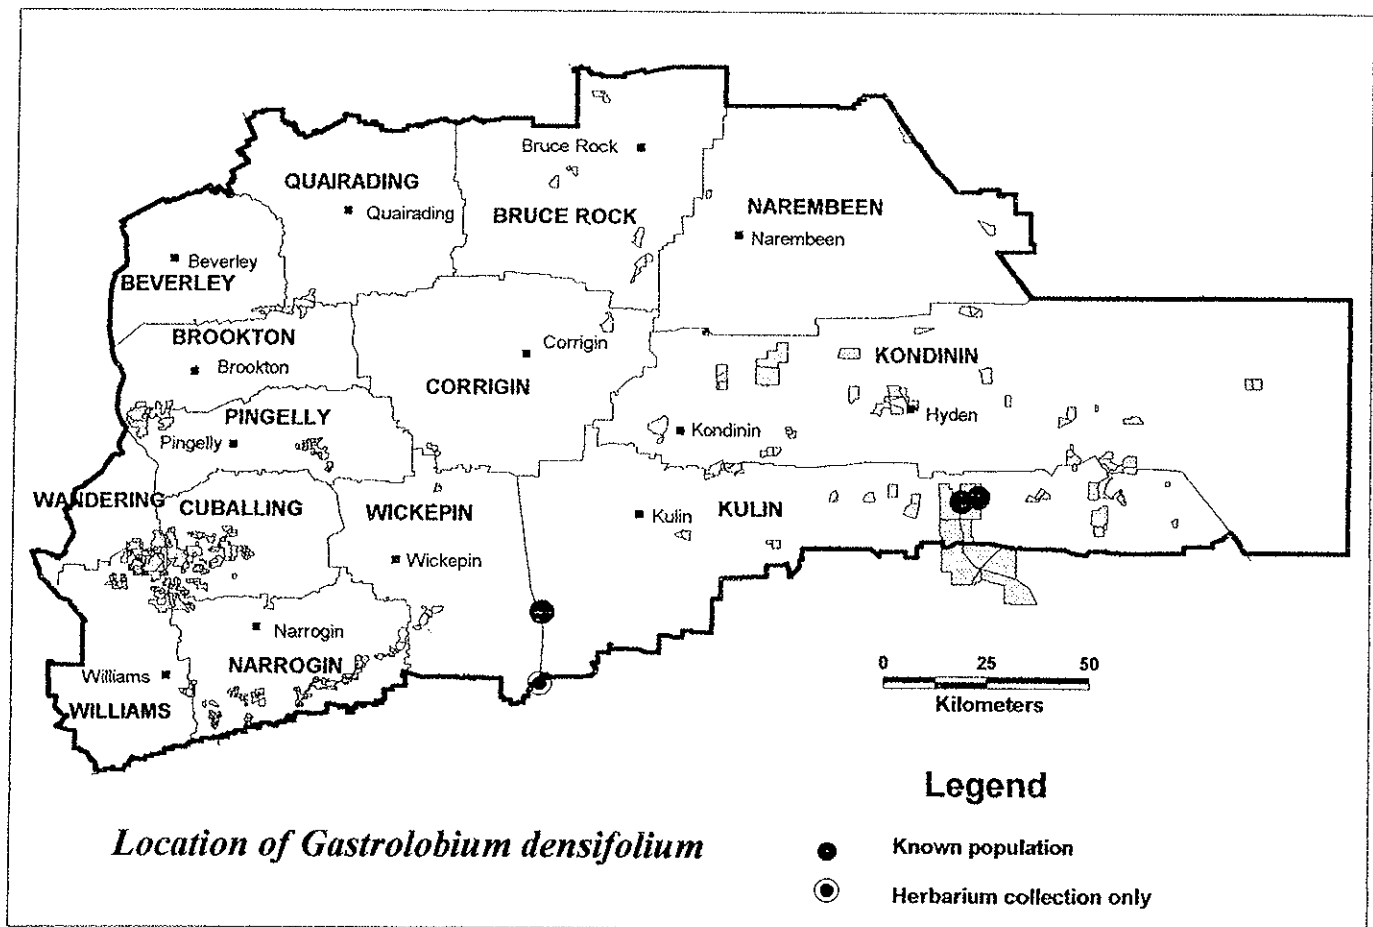 Bruce Rock
QUAIRADING
Quairading
BRUCE ROCK
NAREMBEEN
Narembeen
Beverley
BEVERLEY
BROOKTON
Brookton
Corrigin
CORRIGIN
KONDININ
Hyden
PINGELLY
Pingelly
Kondinin
WANDERING
CUBALLING
WICKEPIN
Wickepin
Kulin
KULIN
Narrogin
NARROGIN
Williams
WILLIAMS
0 25 50
Kilometers
Legend
Location of Gastrolobium densifolium
Known population
Herbarium collection only